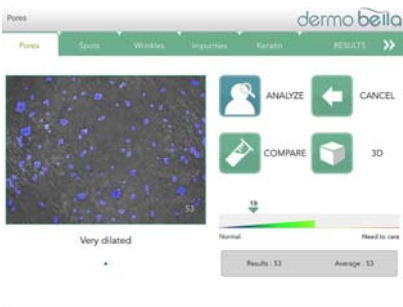 Pores
dermo bella
Pores Spots Wrinkles Impurities Keratin RESULTS
ANALYZE CANCEL
COMPARE 3D
53
19
Normal Need to care
Very dilated
Results : 53 Average : 53